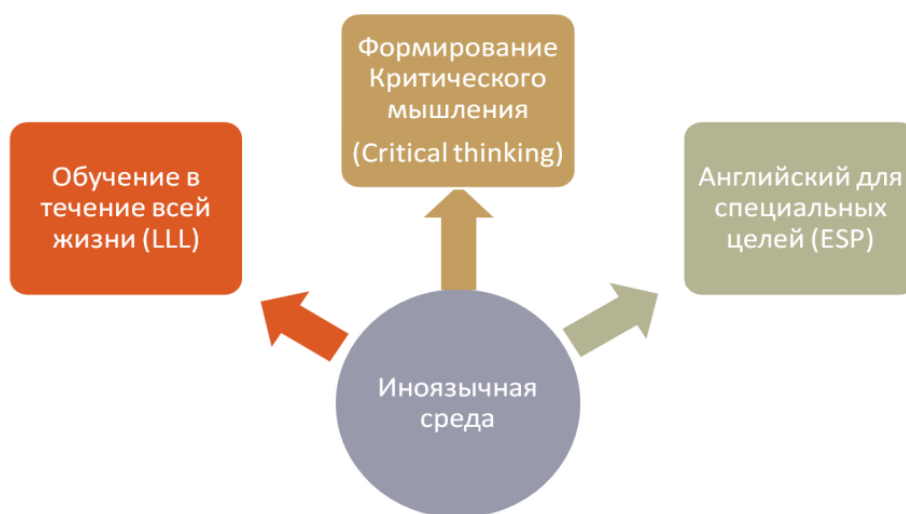 Формирование
Критического
мышления
(Critical thinking)
Обучение в
течение всей
жизни (LLL)
Английский для
специальных
целей (ESP)
Иноязычная
среда